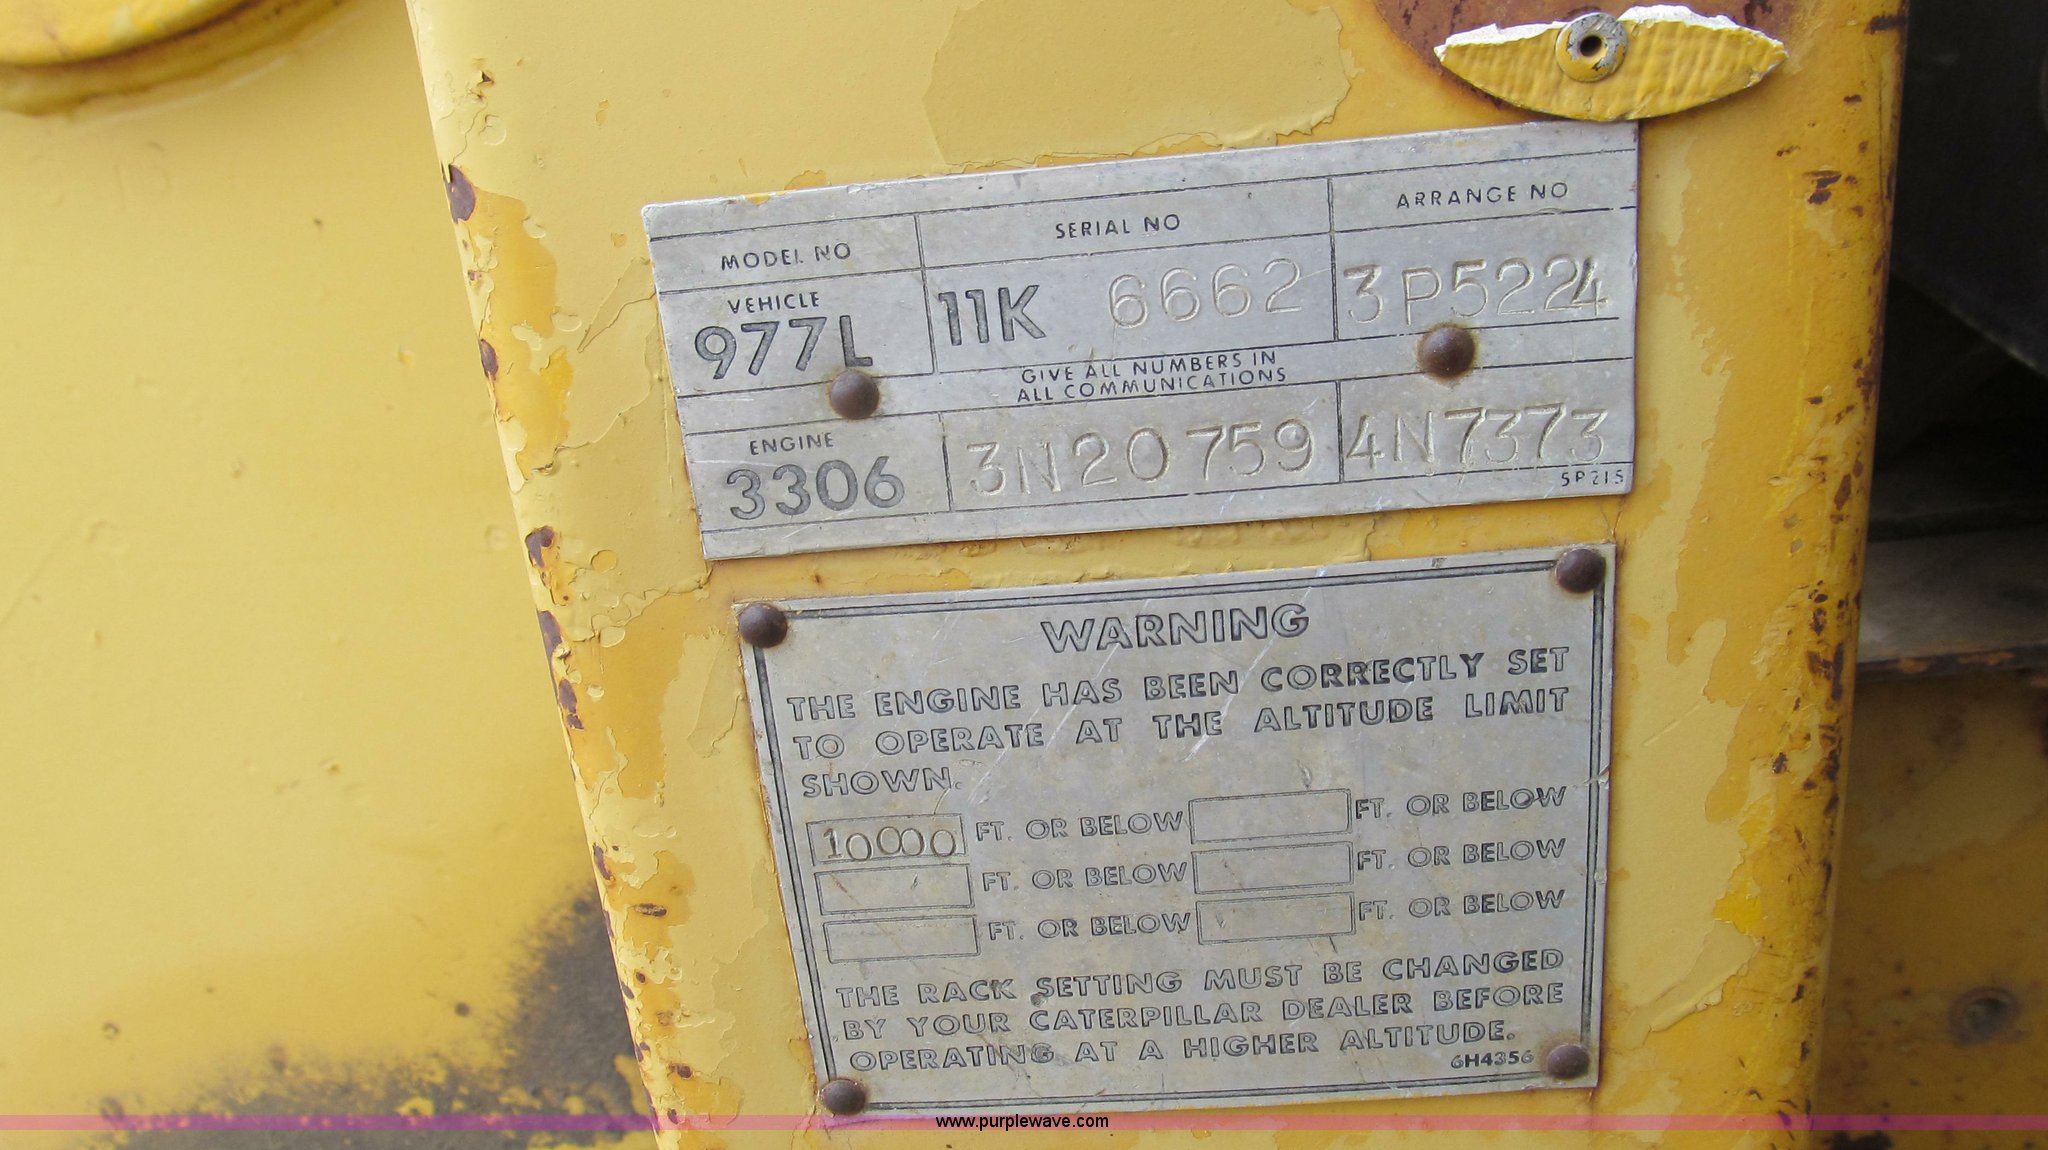 MODEL NO SERIAL NO ARRANGE NO
VEHICLE
977L 11K 6662 3P5224
GIVE ALL NUMBERS IN
ALL COMMUNICATIONS
ENGINE
3306 3N20759 4N7373
WARNING
THE ENGINE HAS BEEN CORRECTLY SET
TO OPERATE AT THE ALTITUDE LIMIT
SHOWN.
10000 FT. OR BELOW FT. OR BELOW
FT. OR BELOW FT. OR BELOW
FT. OR BELOW FT. OR BELOW
THE RACK SETTING MUST BE CHANGED
BY YOUR CATERPILLAR DEALER BEFORE
OPERATING AT A HIGHER ALTITUDE.
6H4356
www.purplewave.com